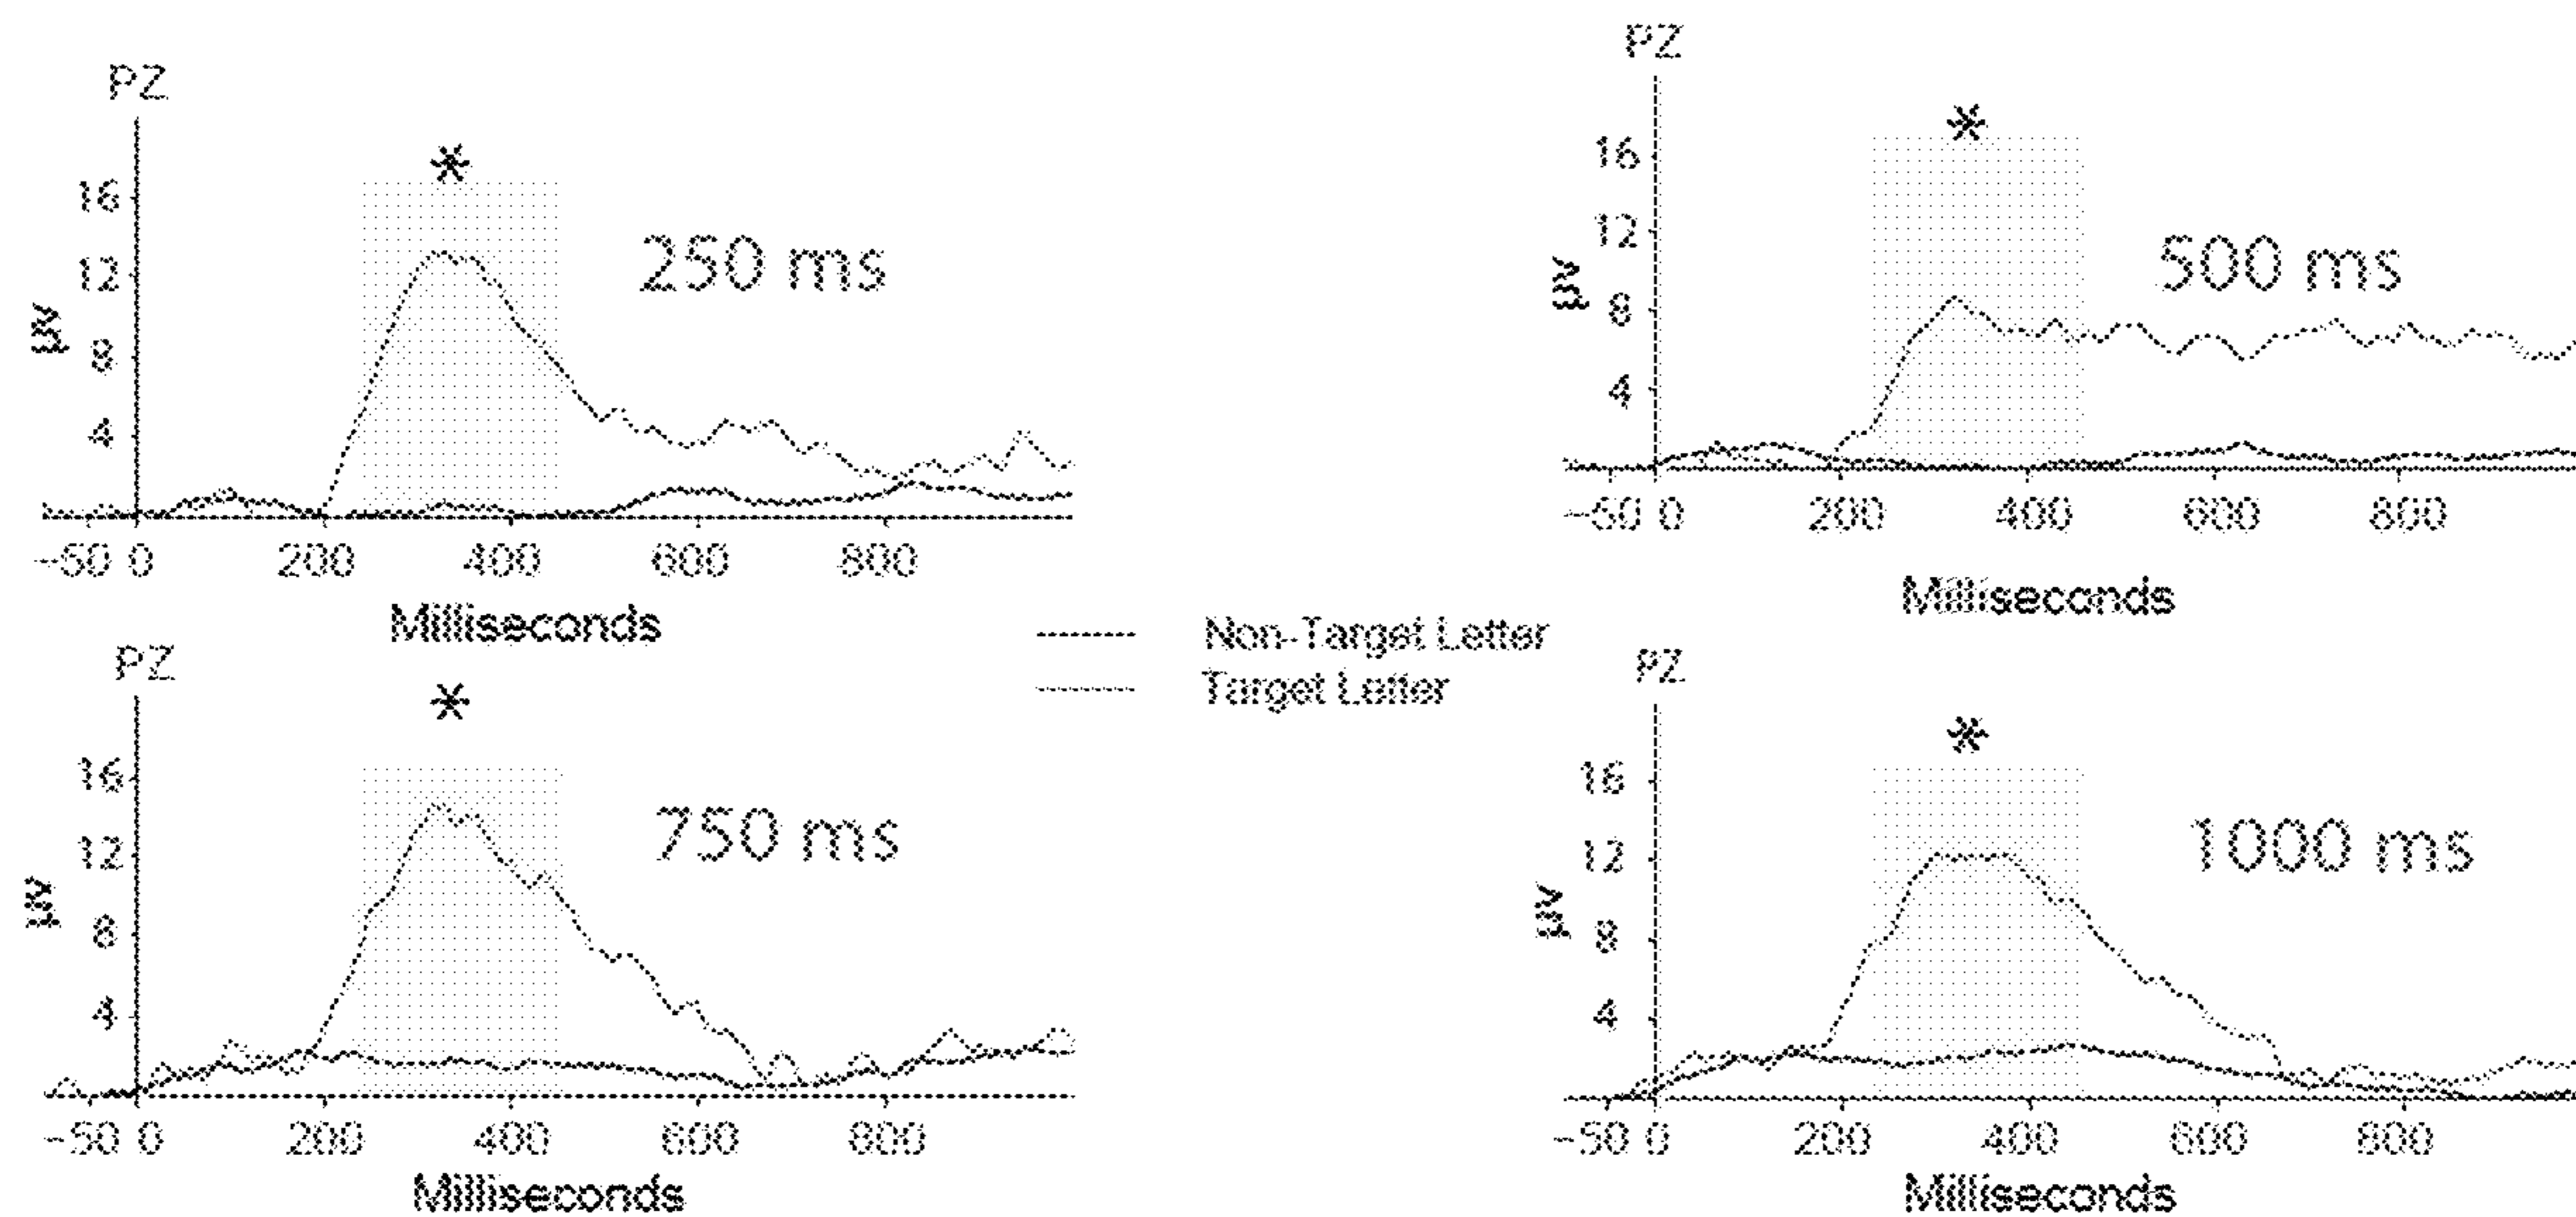 PZ
*
16
12
8
4
µv
250 ms
-50 0 200 400 600 800
Milliseconds
PZ
*
16
12
8
4
µv
500 ms
-50 0 200 400 600 800
Milliseconds
Non-Target Letter
Target Letter
PZ
*
16
12
8
4
µv
750 ms
-50 0 200 400 600 800
Milliseconds
PZ
*
16
12
8
4
µv
1000 ms
-50 0 200 400 600 800
Milliseconds